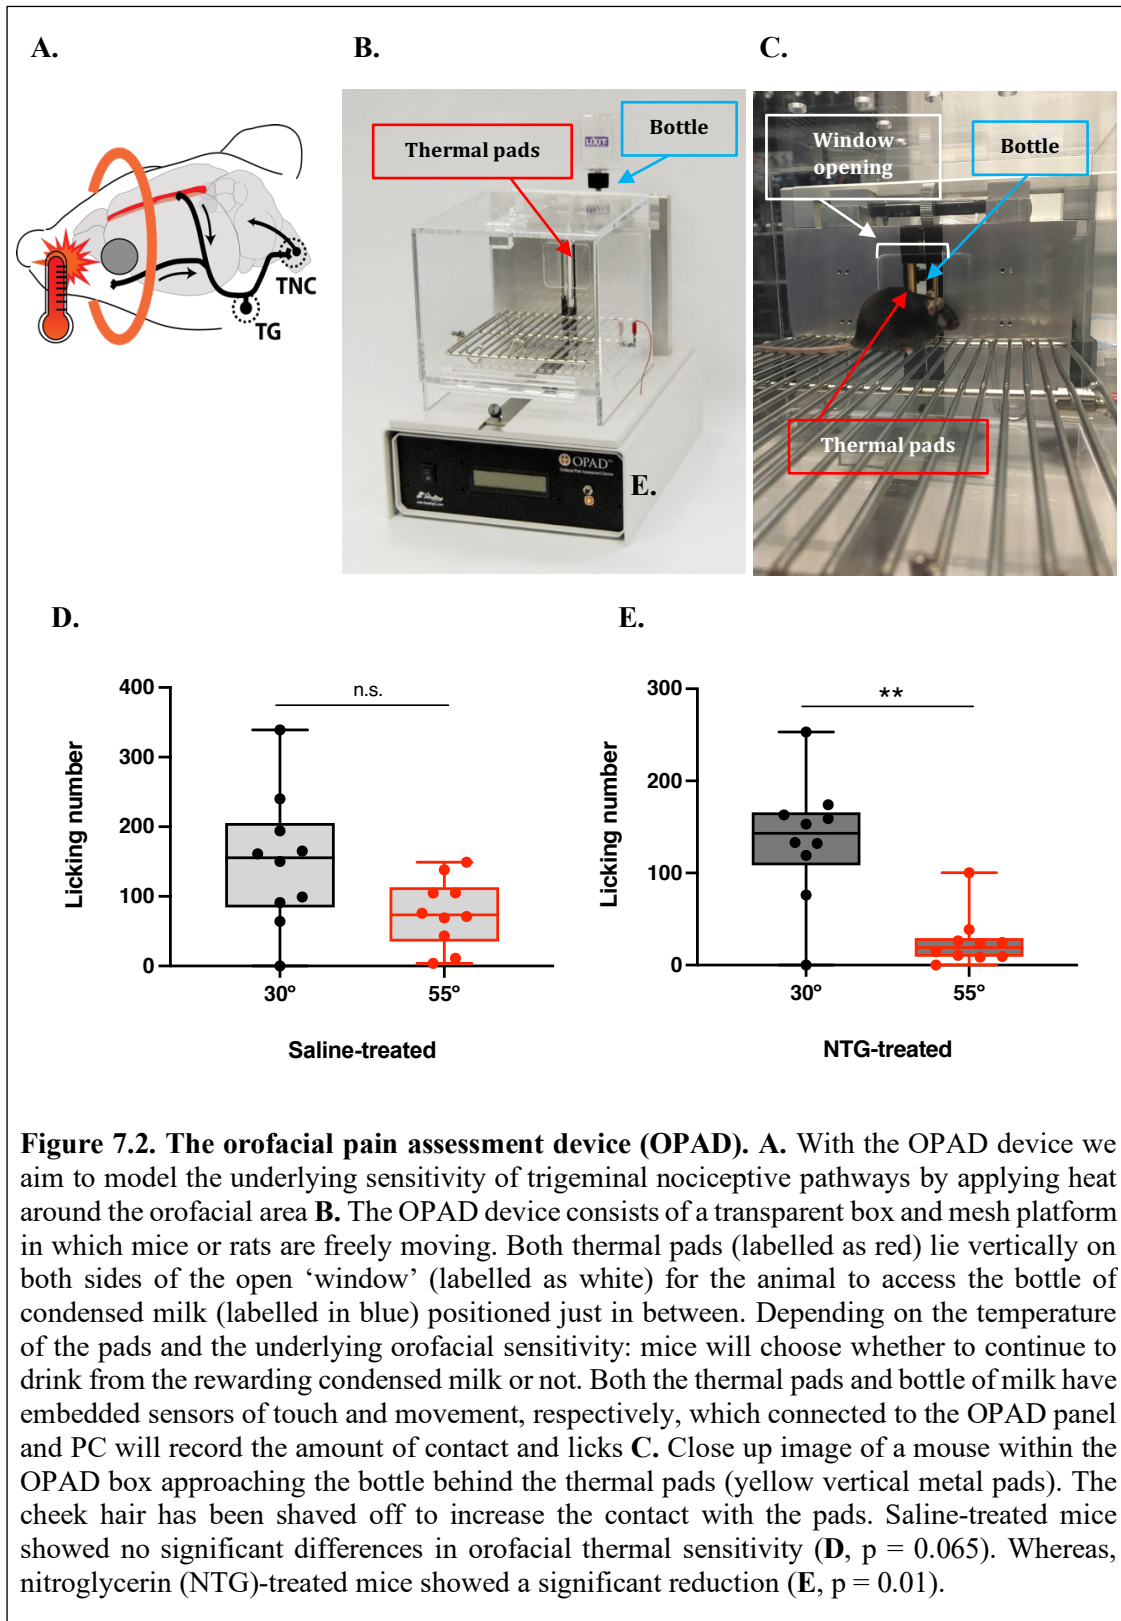 A.
B.
C.
TNC
TG
Thermal pads
Bottle
LIXIT
OPAD™
Orofacial Pain Assessment Device
Stoelting
E.
Window
opening
Bottle
Thermal pads
D.
E.
Licking number
400
300
200
100
0
n.s.
30º
55º
Saline-treated
Licking number
300
200
100
0
**
30º
55º
NTG-treated
Figure 7.2. The orofacial pain assessment device (OPAD). A. With the OPAD device we
aim to model the underlying sensitivity of trigeminal nociceptive pathways by applying heat
around the orofacial area B. The OPAD device consists of a transparent box and mesh platform
in which mice or rats are freely moving. Both thermal pads (labelled as red) lie vertically on
both sides of the open ‘window’ (labelled as white) for the animal to access the bottle of
condensed milk (labelled in blue) positioned just in between. Depending on the temperature
of the pads and the underlying orofacial sensitivity: mice will choose whether to continue to
drink from the rewarding condensed milk or not. Both the thermal pads and bottle of milk have
embedded sensors of touch and movement, respectively, which connected to the OPAD panel
and PC will record the amount of contact and licks C. Close up image of a mouse within the
OPAD box approaching the bottle behind the thermal pads (yellow vertical metal pads). The
cheek hair has been shaved off to increase the contact with the pads. Saline-treated mice
showed no significant differences in orofacial thermal sensitivity (D, p = 0.065). Whereas,
nitroglycerin (NTG)-treated mice showed a significant reduction (E, p = 0.01).